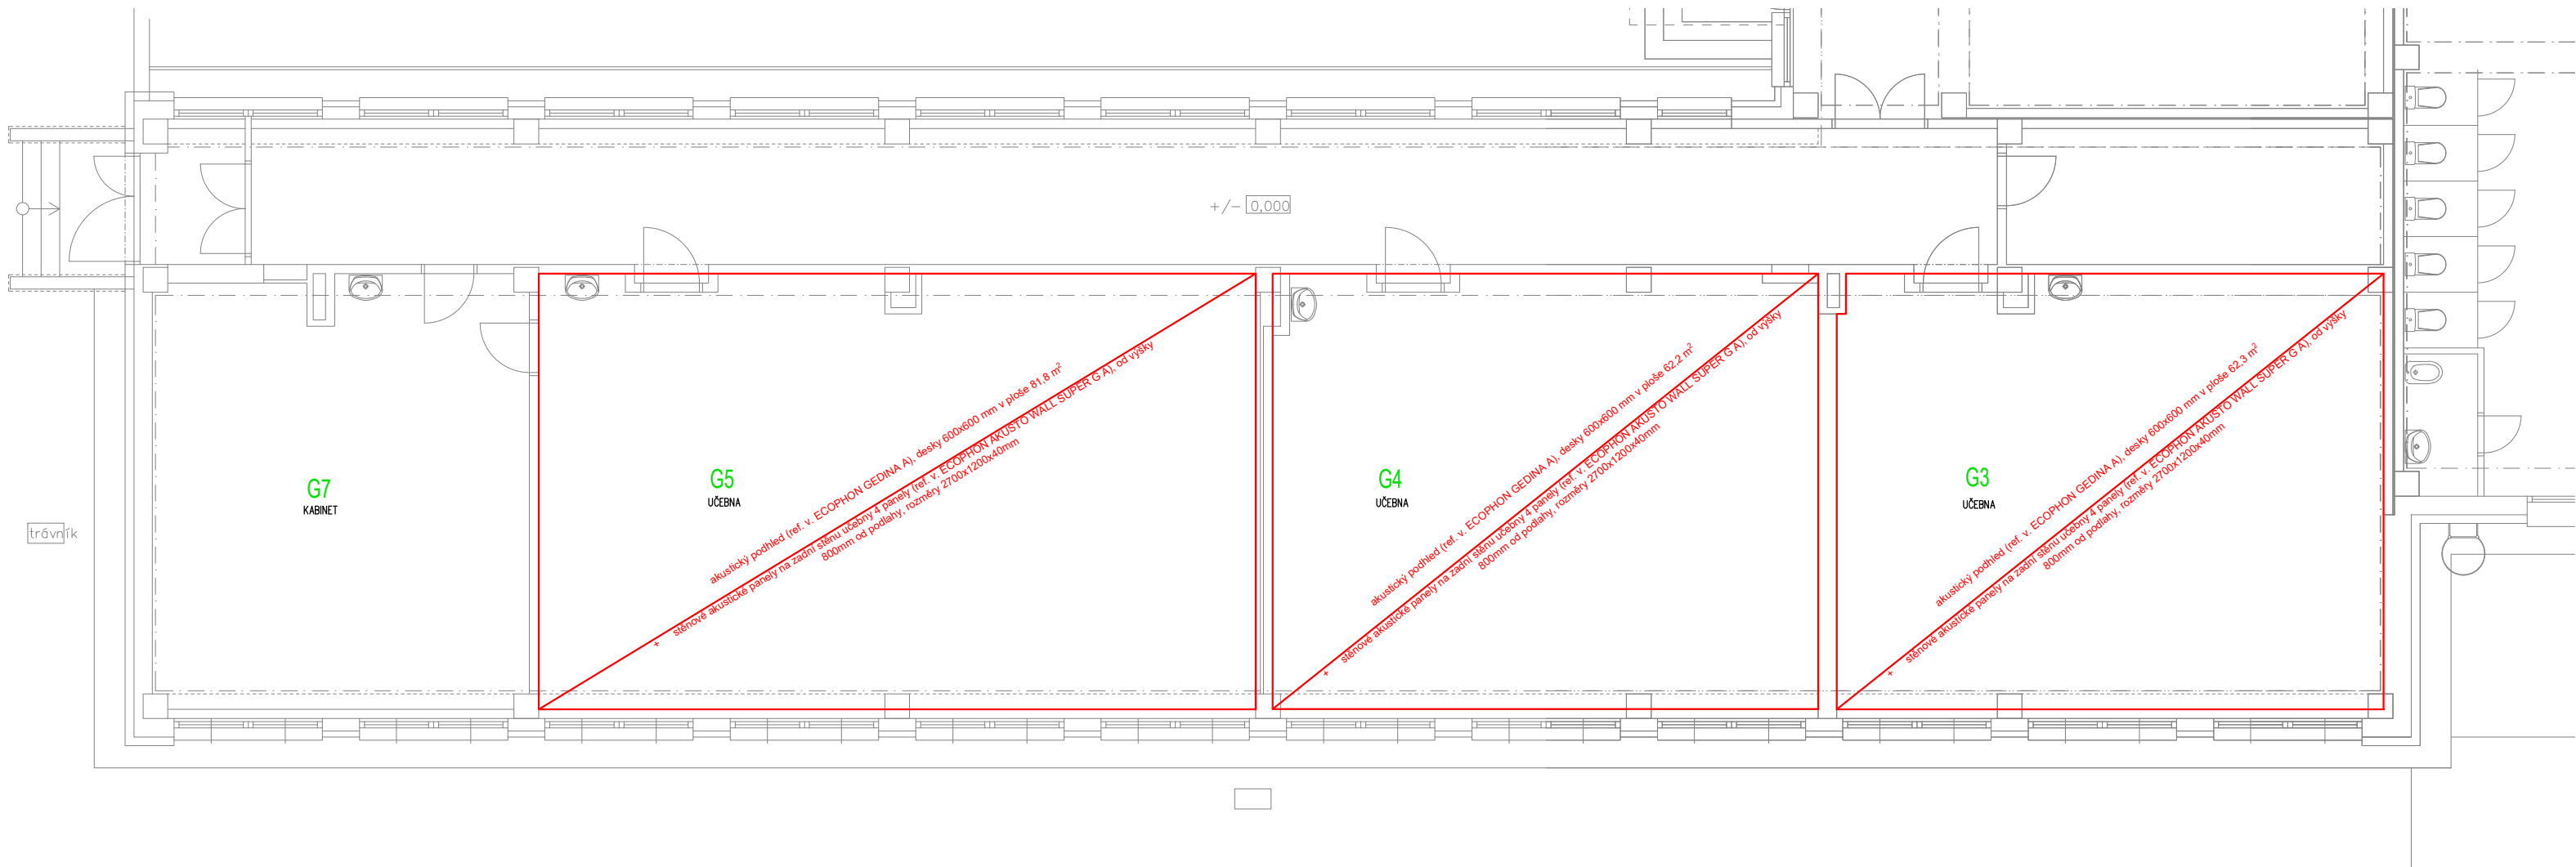 +/- 0,000
G7
KABINET
trávník
G5
UČEBNA
akustický podhled (ref. v. ECOPHON GEDINA A), desky 600x600 mm v ploše 81,8 m²
+ stěnové akustické panely na zadní stěnu učebny 4 panely (ref. v. ECOPHON AKUSTO WALL SUPER G A), od výšky
800mm od podlahy, rozměry 2700x1200x40mm
G4
UČEBNA
akustický podhled (ref. v. ECOPHON GEDINA A), desky 600x600 mm v ploše 62,2 m²
+ stěnové akustické panely na zadní stěnu učebny 4 panely (ref. v. ECOPHON AKUSTO WALL SUPER G A), od výšky
800mm od podlahy, rozměry 2700x1200x40mm
G3
UČEBNA
akustický podhled (ref. v. ECOPHON GEDINA A), desky 600x600 mm v ploše 62,3 m²
+ stěnové akustické panely na zadní stěnu učebny 4 panely (ref. v. ECOPHON AKUSTO WALL SUPER G A), od výšky
800mm od podlahy, rozměry 2700x1200x40mm